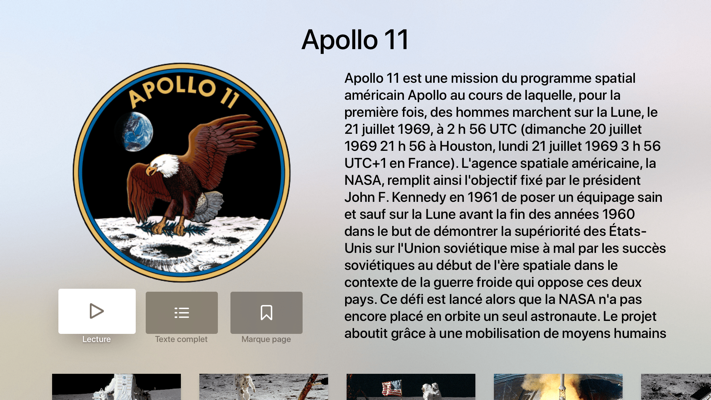 Apollo 11
APOLLO 11
Apollo 11 est une mission du programme spatial
américain Apollo au cours de laquelle, pour la
première fois, des hommes marchent sur la Lune, le
21 juillet 1969, à 2 h 56 UTC (dimanche 20 juillet
1969 21 h 56 à Houston, lundi 21 juillet 1969 3 h 56
UTC+1 en France). L'agence spatiale américaine, la
NASA, remplit ainsi l'objectif fixé par le président
John F. Kennedy en 1961 de poser un équipage sain
et sauf sur la Lune avant la fin des années 1960
dans le but de démontrer la supériorité des États-
Unis sur l'Union soviétique mise à mal par les succès
soviétiques au début de l'ère spatiale dans le
contexte de la guerre froide qui oppose ces deux
pays. Ce défi est lancé alors que la NASA n'a pas
encore placé en orbite un seul astronaute. Le projet
aboutit grâce à une mobilisation de moyens humains
Lecture
Texte complet
Marque page